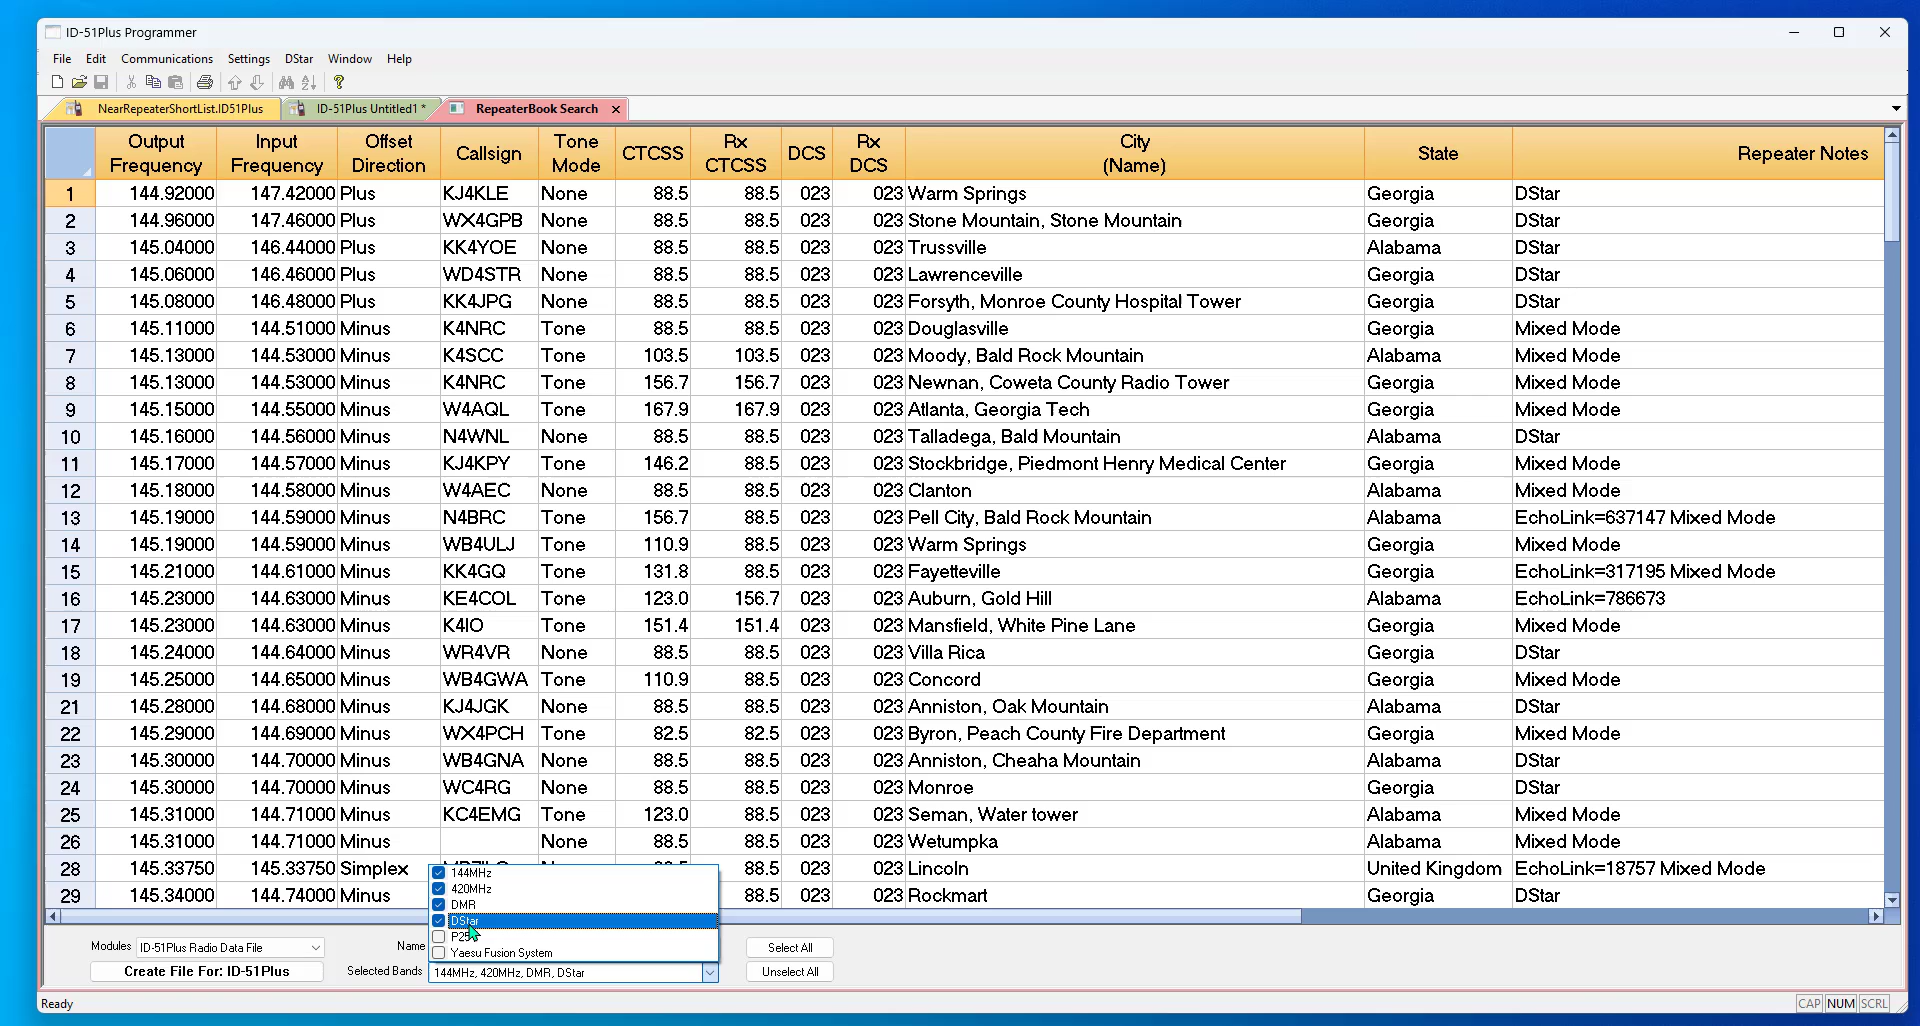 ID-51Plus Programmer
File Edit Communications Settings DStar Window Help
NearRepeaterShortList.ID51Plus ID-51Plus Untitled1 * RepeaterBook Search
Output Frequency Input Frequency Offset Direction Callsign Tone Mode CTCSS Rx CTCSS DCS Rx DCS City (Name) State Repeater Notes
1 144.92000 147.42000 Plus KJ4KLE None 88.5 88.5 023 023 Warm Springs Georgia DStar
2 144.96000 147.46000 Plus WX4GPB None 88.5 88.5 023 023 Stone Mountain, Stone Mountain Georgia DStar
3 145.04000 146.44000 Plus KK4YOE None 88.5 88.5 023 023 Trussville Alabama DStar
4 145.06000 146.46000 Plus WD4STR None 88.5 88.5 023 023 Lawrenceville Georgia DStar
5 145.08000 146.48000 Plus KK4JPG None 88.5 88.5 023 023 Forsyth, Monroe County Hospital Tower Georgia DStar
6 145.11000 144.51000 Minus K4NRC Tone 88.5 88.5 023 023 Douglasville Georgia Mixed Mode
7 145.13000 144.53000 Minus K4SCC Tone 103.5 103.5 023 023 Moody, Bald Rock Mountain Alabama Mixed Mode
8 145.13000 144.53000 Minus K4NRC Tone 156.7 156.7 023 023 Newnan, Coweta County Radio Tower Georgia Mixed Mode
9 145.15000 144.55000 Minus W4AQL Tone 167.9 167.9 023 023 Atlanta, Georgia Tech Georgia Mixed Mode
10 145.16000 144.56000 Minus N4WNL None 88.5 88.5 023 023 Talladega, Bald Mountain Alabama DStar
11 145.17000 144.57000 Minus KJ4KPY Tone 146.2 88.5 023 023 Stockbridge, Piedmont Henry Medical Center Georgia Mixed Mode
12 145.18000 144.58000 Minus W4AEC None 88.5 88.5 023 023 Clanton Alabama Mixed Mode
13 145.19000 144.59000 Minus N4BRC Tone 156.7 88.5 023 023 Pell City, Bald Rock Mountain Alabama EchoLink=637147 Mixed Mode
14 145.19000 144.59000 Minus WB4ULJ Tone 110.9 88.5 023 023 Warm Springs Georgia Mixed Mode
15 145.21000 144.61000 Minus KK4GQ Tone 131.8 88.5 023 023 Fayetteville Georgia EchoLink=317195 Mixed Mode
16 145.23000 144.63000 Minus KE4COL Tone 123.0 156.7 023 023 Auburn, Gold Hill Alabama EchoLink=786673
17 145.23000 144.63000 Minus K4IO Tone 151.4 151.4 023 023 Mansfield, White Pine Lane Georgia Mixed Mode
18 145.24000 144.64000 Minus WR4VR None 88.5 88.5 023 023 Villa Rica Georgia DStar
19 145.25000 144.65000 Minus WB4GWA Tone 110.9 88.5 023 023 Concord Georgia Mixed Mode
21 145.28000 144.68000 Minus KJ4JGK None 88.5 88.5 023 023 Anniston, Oak Mountain Alabama DStar
22 145.29000 144.69000 Minus WX4PCH Tone 82.5 82.5 023 023 Byron, Peach County Fire Department Georgia Mixed Mode
23 145.30000 144.70000 Minus WB4GNA None 88.5 88.5 023 023 Anniston, Cheaha Mountain Alabama DStar
24 145.30000 144.70000 Minus WC4RG None 88.5 88.5 023 023 Monroe Georgia DStar
25 145.31000 144.71000 Minus KC4EMG Tone 123.0 88.5 023 023 Seman, Water tower Alabama Mixed Mode
26 145.31000 144.71000 Minus None 88.5 88.5 023 023 Wetumpka Alabama Mixed Mode
28 145.33750 145.33750 Simplex 88.5 023 023 Lincoln United Kingdom EchoLink=18757 Mixed Mode
29 145.34000 144.74000 Minus 88.5 023 023 Rockmart Georgia DStar
144MHz
420MHz
DMR
DStar
P25
Yaesu Fusion System
Modules ID-51Plus Radio Data File Name Select All
Create File For: ID-51Plus Selected Bands 144MHz, 420MHz, DMR, DStar Unselect All
Ready CAP NUM SCRL